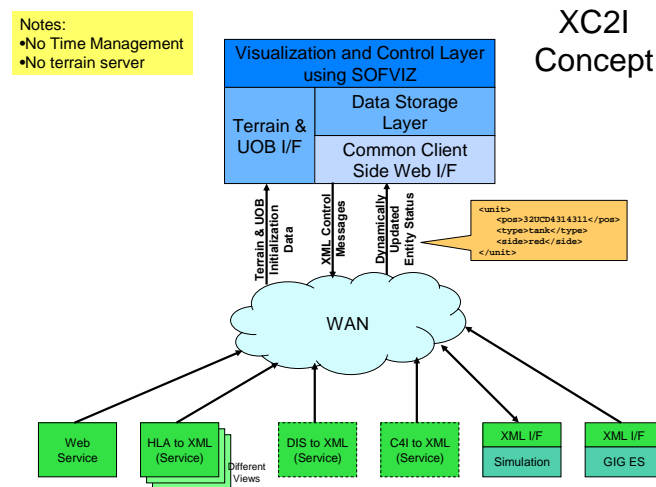 Notes:
•No Time Management
•No terrain server
XC2I
Concept
Visualization and Control Layer
using SOFVIZ
Terrain &
UOB I/F
Data Storage
Layer
Common Client
Side Web I/F
Terrain & UOB
Initialization
Data
XML Control
Messages
Dynamically
Updated
Entity Status
<unit>
<pos>32UCD4314311</pos>
<type>tank</type>
<side>red</side>
</unit>
WAN
Web
Service
HLA to XML
(Service)
Different
Views
DIS to XML
(Service)
C4I to XML
(Service)
XML I/F
Simulation
XML I/F
GIG ES